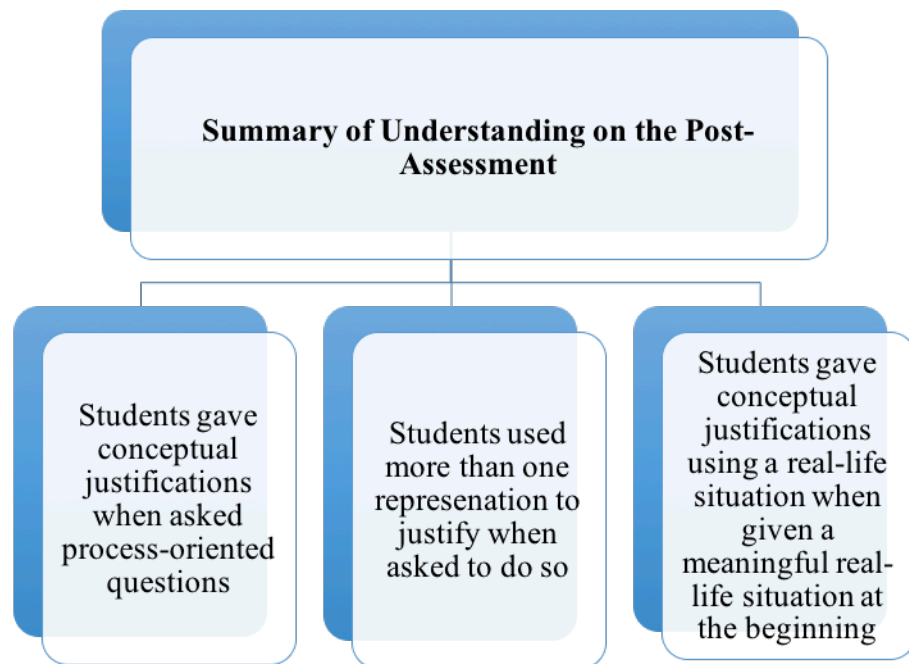 Summary of Understanding on the Post-
Assessment
Students gave
conceptual
justifications
when asked
process-oriented
questions
Students used
more than one
represenation to
justify when
asked to do so
Students gave
conceptual
justifications
using a real-life
situation when
given a
meaningful real-
life situation at
the beginning